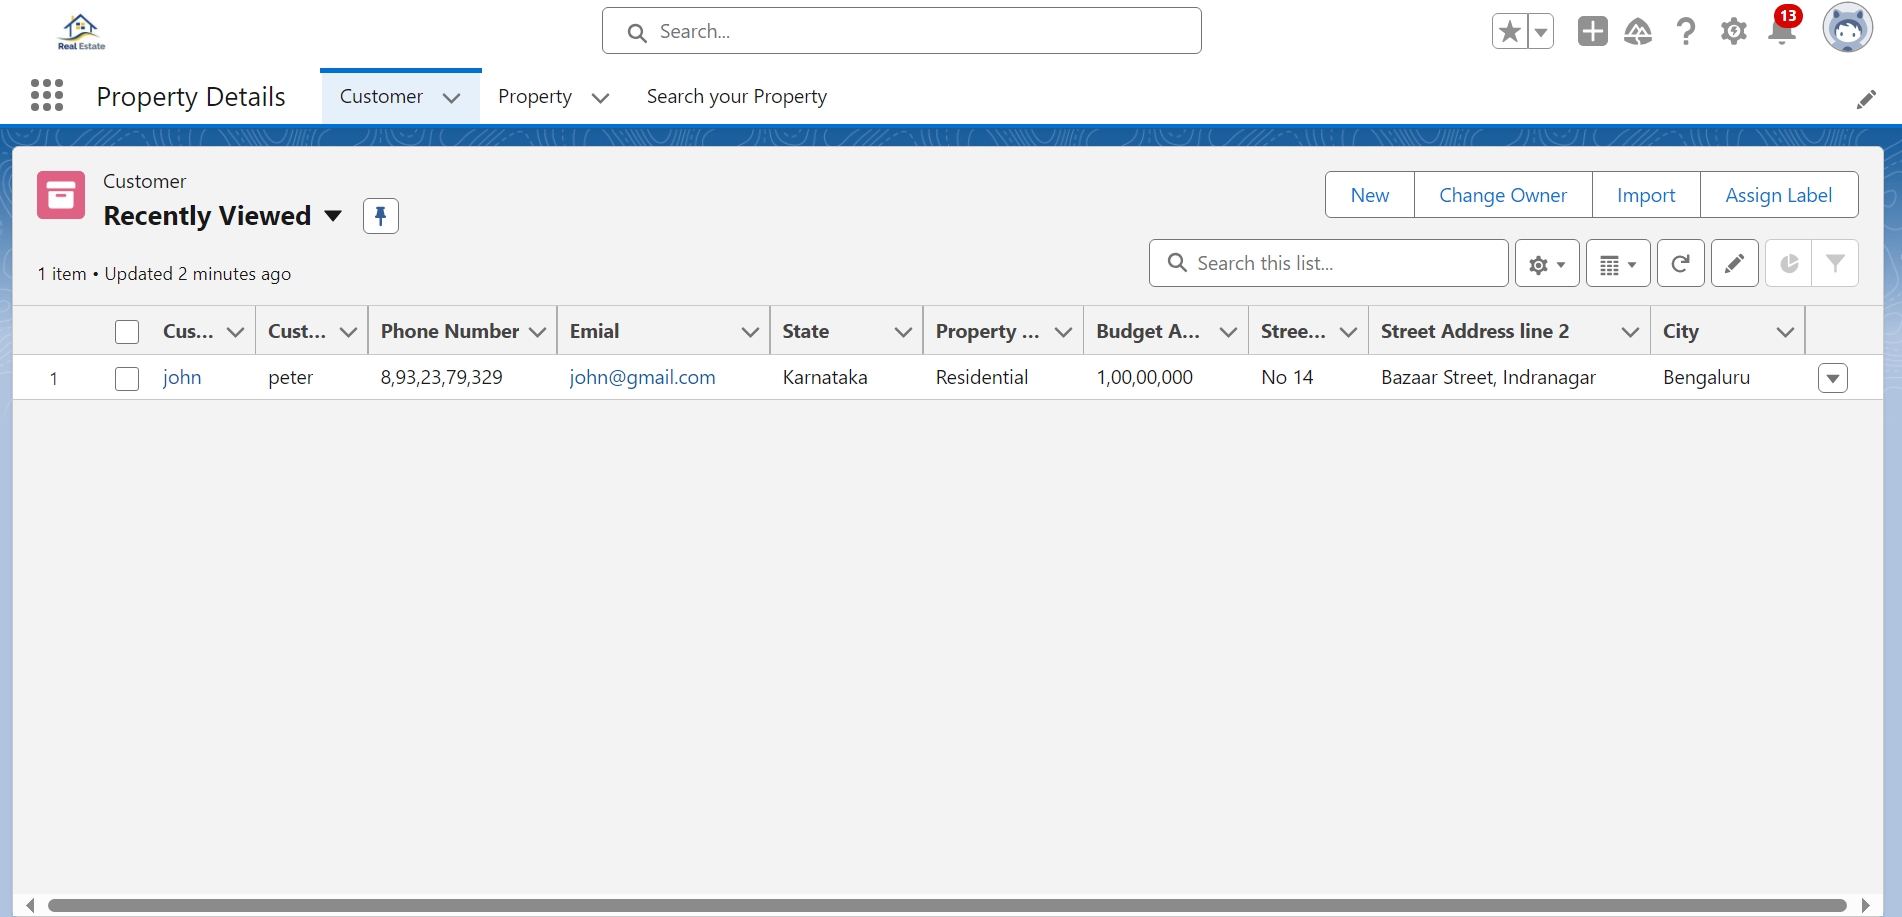 Real Estate
Search...
13
Property Details
Customer
Property
Search your Property
Customer
Recently Viewed
New
Change Owner
Import
Assign Label
1 item • Updated 2 minutes ago
Search this list...
Cus... Cust... Phone Number Emial State Property ... Budget A... Stree... Street Address line 2 City
1 john peter 8,93,23,79,329 john@gmail.com Karnataka Residential 1,00,00,000 No 14 Bazaar Street, Indranagar Bengaluru